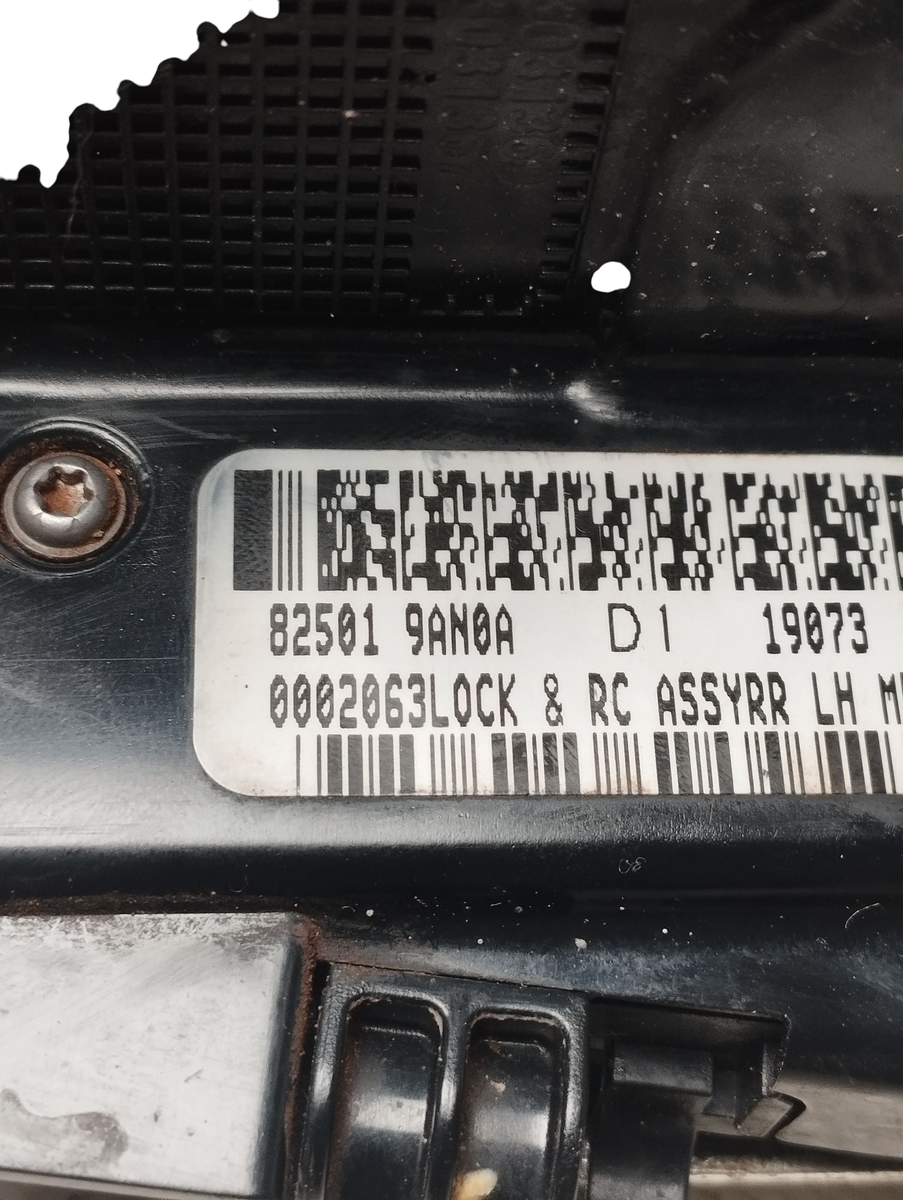 82501 9AN0A D1 19073
0002063LOCK & RC ASSYRR LH